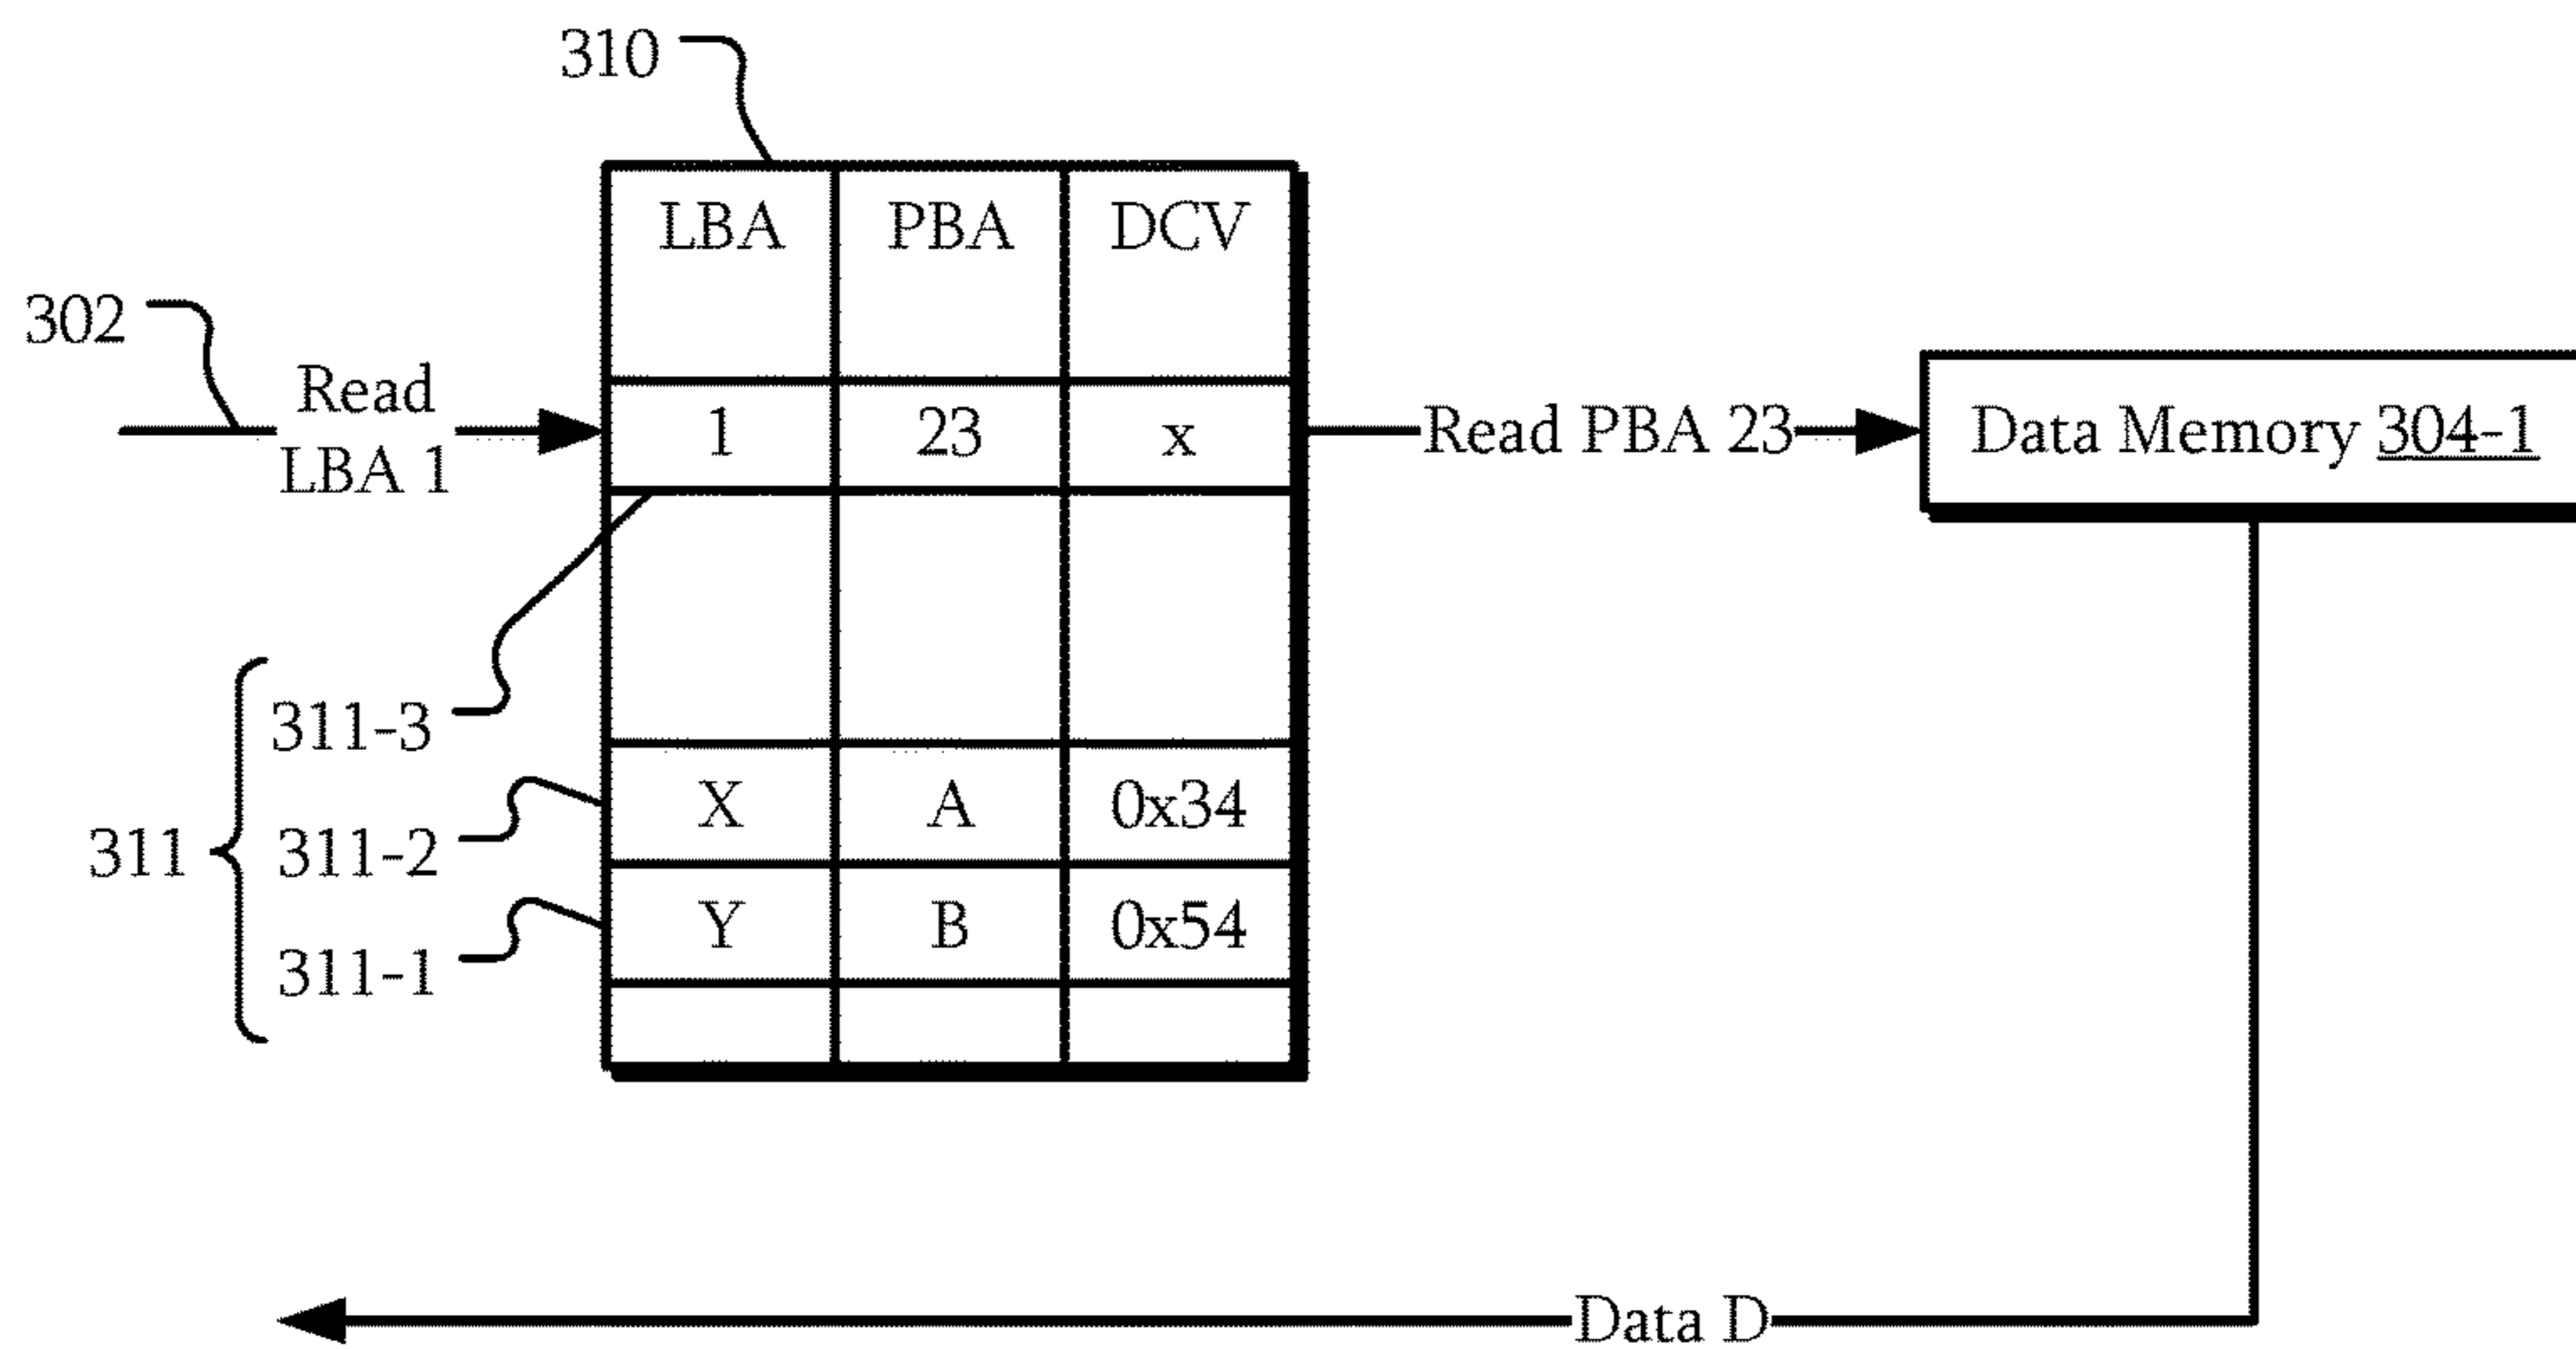 310
LBA PBA DCV
302
Read
LBA 1
1 23 x
Read PBA 23
Data Memory 304-1
311
311-3
311-2
X A 0x34
311-1
Y B 0x54
Data D